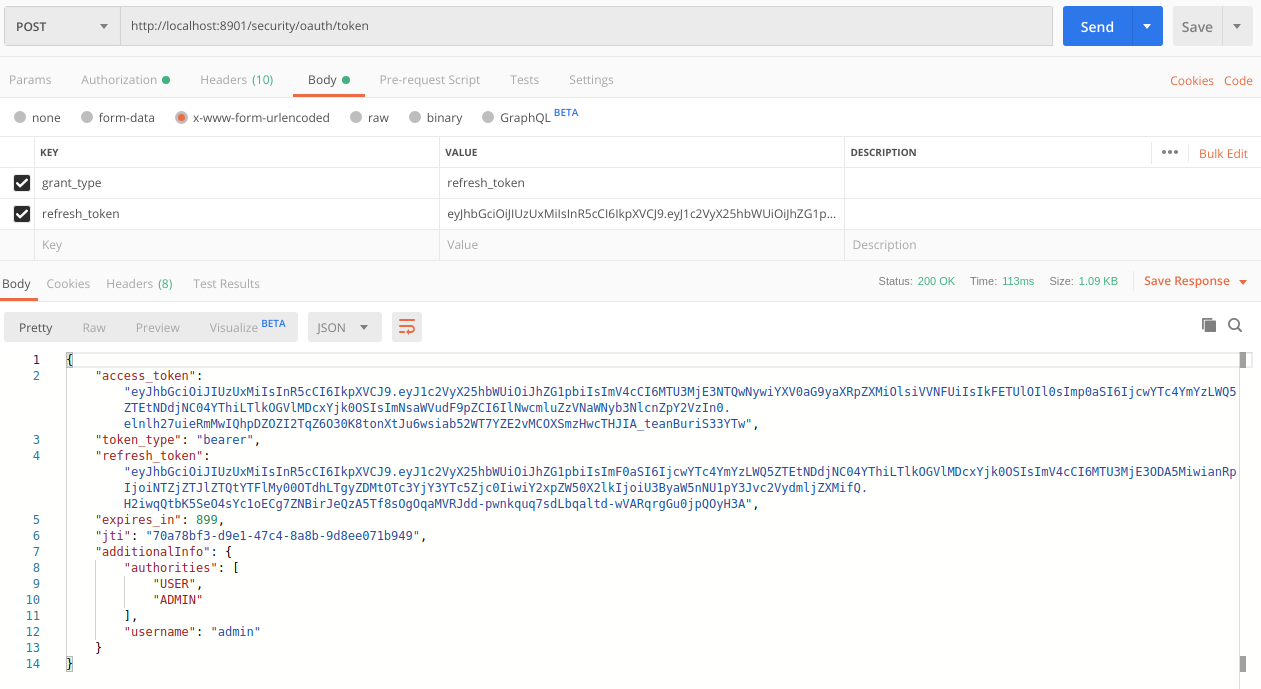 POST http://localhost:8901/security/oauth/token Send Save
Params Authorization Headers (10) Body Pre-request Script Tests Settings Cookies Code
none form-data x-www-form-urlencoded raw binary GraphQL BETA
KEY VALUE DESCRIPTION ••• Bulk Edit
grant_type refresh_token
refresh_token eyJhbGciOiJIUzUxMiIsInR5cCI6IkpXVCJ9.eyJ1c2VyX25hbWUiOiJhZG1p...
Key Value Description
Body Cookies Headers (8) Test Results Status: 200 OK Time: 113ms Size: 1.09 KB Save Response
Pretty Raw Preview Visualize BETA JSON
1 {
2 "access_token":
"eyJhbGciOiJIUzUxMiIsInR5cCI6IkpXVCJ9.eyJ1c2VyX25hbWUiOiJhZG1pbiIsImV4cCI6MTU3MjE3NTQwNywiYXV0aG9yaXRpZXMiOlsiVVNFUiIsIkFETUlOIl0sImp0aSI6IjcwYTc4YmYzLWQ5
ZTEtNDdjNC04YThiLTlkOGVlMDcxYjk0OSIsImNsaWVudF9pZCI6IlNwcmluZzVNaWNyb3NlcnZpY2VzIn0.
elnlh27uieRmMwIQhpDZOZI2TqZ6O30K8tonXtJu6wsiab52WT7YZE2vMCOXSmzHwcTHJIA_teanBuriS33YTw",
3 "token_type": "bearer",
4 "refresh_token":
"eyJhbGciOiJIUzUxMiIsInR5cCI6IkpXVCJ9.eyJ1c2VyX25hbWUiOiJhZG1pbiIsImF0aSI6IjcwYTc4YmYzLWQ5ZTEtNDdjNC04YThiLTlkOGVlMDcxYjk0OSIsImV4cCI6MTU3MjE3ODA5MiwianRp
IjoiNTZjZTJlZTQtYTFlMy00OTdhLTgyZDMtOTc3YjY3YTc5Zjc0IiwiY2xpZW50X2lkIjoiU3ByaW5nNU1pY3Jvc2VydmljZXMifQ.
H2iwqQtbK5SeO4sYc1oECg7ZNBirJeQzA5Tf8sOgOqaMVRJdd-pwnkquq7sdLbqaltd-wVARqrgGu0jpQOyH3A",
5 "expires_in": 899,
6 "jti": "70a78bf3-d9e1-47c4-8a8b-9d8ee071b949",
7 "additionalInfo": {
8 "authorities": [
9 "USER",
10 "ADMIN"
11 ],
12 "username": "admin"
13 }
14 }